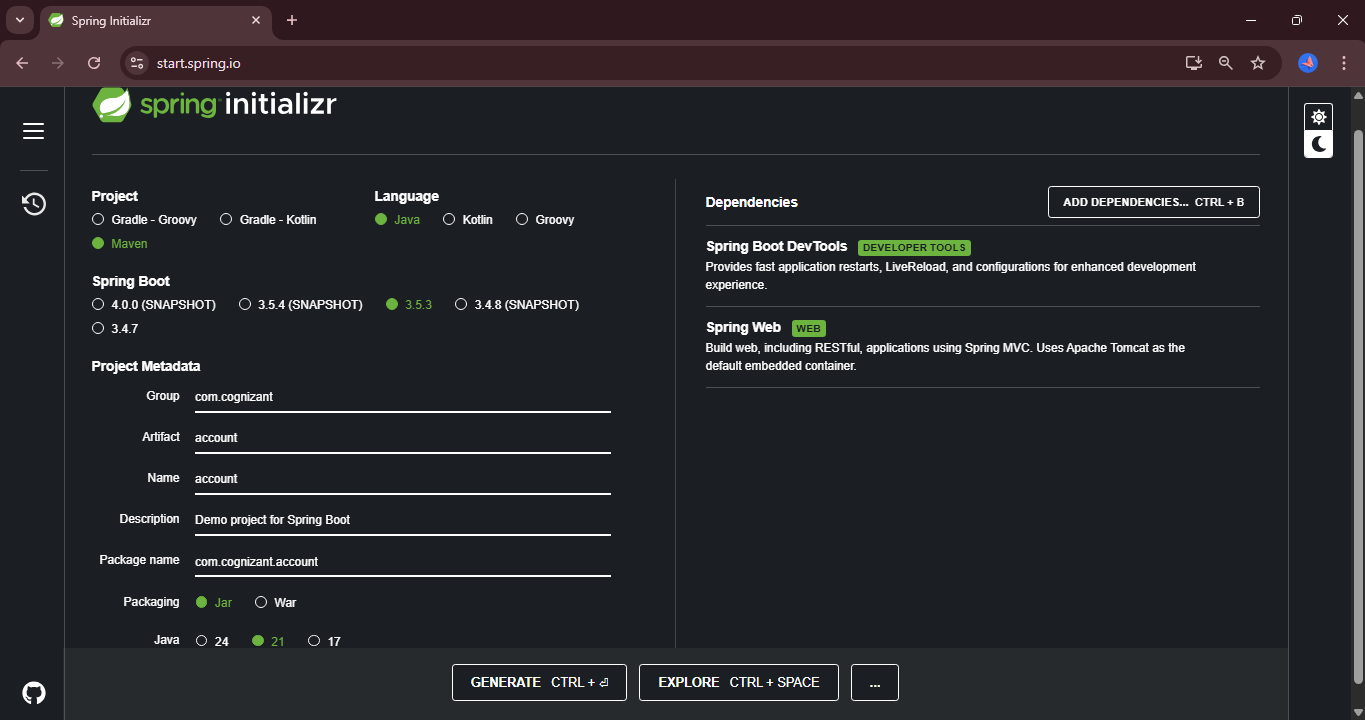 Spring Initializr
start.spring.io
spring initializr
Project
Gradle - Groovy
Gradle - Kotlin
Maven
Language
Java
Kotlin
Groovy
Spring Boot
4.0.0 (SNAPSHOT)
3.5.4 (SNAPSHOT)
3.5.3
3.4.8 (SNAPSHOT)
3.4.7
Project Metadata
Group com.cognizant
Artifact account
Name account
Description Demo project for Spring Boot
Package name com.cognizant.account
Packaging Jar War
Java 24 21 17
Dependencies
ADD DEPENDENCIES... CTRL + B
Spring Boot DevTools DEVELOPER TOOLS
Provides fast application restarts, LiveReload, and configurations for enhanced development
experience.
Spring Web WEB
Build web, including RESTful, applications using Spring MVC. Uses Apache Tomcat as the
default embedded container.
GENERATE CTRL + ⏎
EXPLORE CTRL + SPACE
...